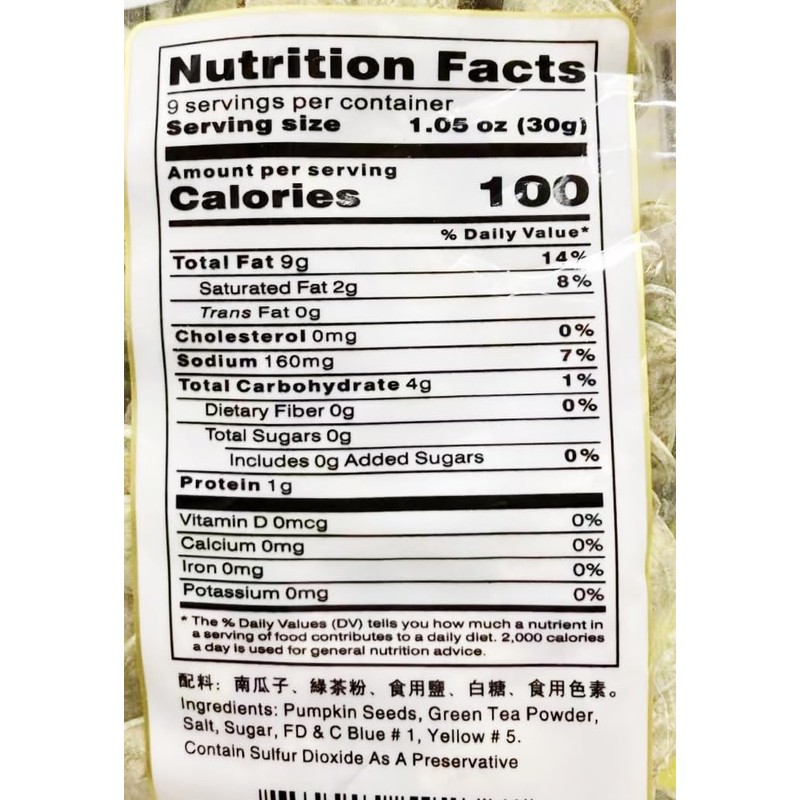 Nutrition Facts
9 servings per container
Serving size 1.05 oz (30g)
Amount per serving
Calories 100
% Daily Value*
Total Fat 9g 14%
Saturated Fat 2g 8%
Trans Fat 0g
Cholesterol 0mg 0%
Sodium 160mg 7%
Total Carbohydrate 4g 1%
Dietary Fiber 0g 0%
Total Sugars 0g
Includes 0g Added Sugars 0%
Protein 1g
Vitamin D 0mcg 0%
Calcium 0mg 0%
Iron 0mg 0%
Potassium 0mg 0%
* The % Daily Values (DV) tells you how much a nutrient in
a serving of food contributes to a daily diet. 2,000 calories
a day is used for general nutrition advice.
配料: 南瓜子、綠茶粉、食用鹽、白糖、食用色素。
Ingredients: Pumpkin Seeds, Green Tea Powder,
Salt, Sugar, FD & C Blue # 1, Yellow # 5.
Contain Sulfur Dioxide As A Preservative